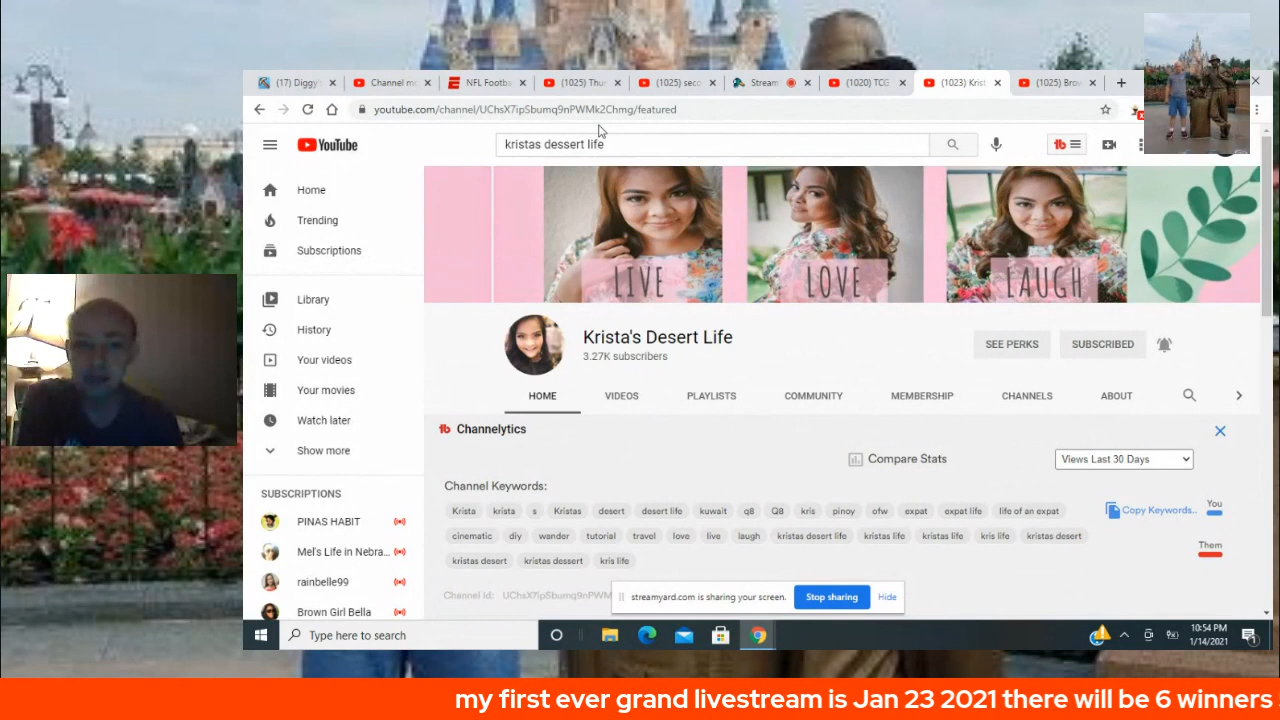 (17) Diggy
Channel m
NFL Footba
(1025) Thu
(1025) seco
Stream
(1020) TCG
(1023) Krist
(1025) Brow
youtube.com/channel/UChsX7ipSbumq9nPWMk2Chmg/featured
YouTube
kristas dessert life
Home
Trending
Subscriptions
Library
History
Your videos
Your movies
Watch later
Show more
SUBSCRIPTIONS
PINAS HABIT
Mel's Life in Nebra...
rainbelle99
Brown Girl Bella
LIVE
LOVE
LAUGH
Krista's Desert Life
3.27K subscribers
SEE PERKS
SUBSCRIBED
HOME
VIDEOS
PLAYLISTS
COMMUNITY
MEMBERSHIP
CHANNELS
ABOUT
tb Channelytics
Compare Stats
Views Last 30 Days
Channel Keywords:
Krista krista s Kristas desert desert life kuwait q8 Q8 kris pinoy ofw expat expat life life of an expat
cinematic diy wander tutorial travel love live laugh kristas desert life kristas life kristas life kris life kristas desert
kristas desert kristas dessert kris life
Copy Keywords..
You
Them
Channel Id: UChsX7ipSbumq9nPWM
streamyard.com is sharing your screen.
Stop sharing
Hide
Type here to search
10:54 PM
1/14/2021
my first ever grand livestream is Jan 23 2021 there will be 6 winners